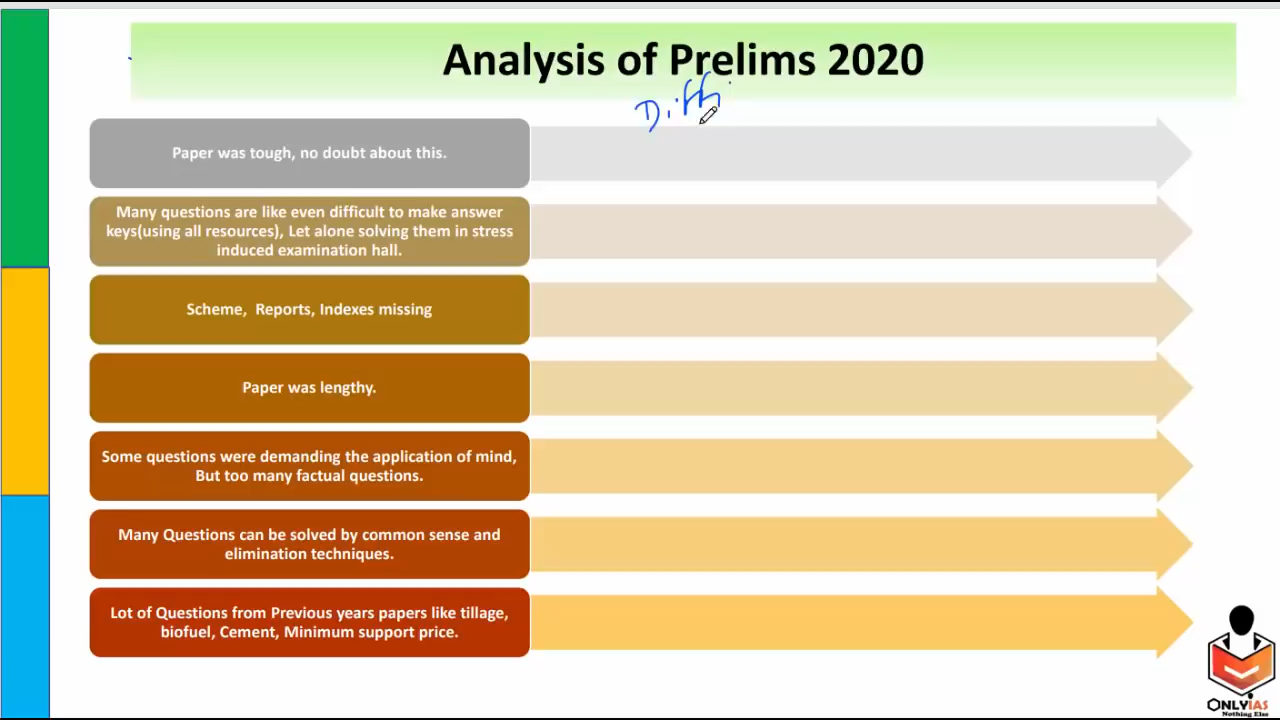 Analysis of Prelims 2020
Diff
Paper was tough, no doubt about this.
Many questions are like even difficult to make answer
keys(using all resources), Let alone solving them in stress
induced examination hall.
Scheme,  Reports, Indexes missing
Paper was lengthy.
Some questions were demanding the application of mind,
But too many factual questions.
Many Questions can be solved by common sense and
elimination techniques.
Lot of Questions from Previous years papers like tillage,
biofuel, Cement, Minimum support price.
ONLYIAS
Nothing Else